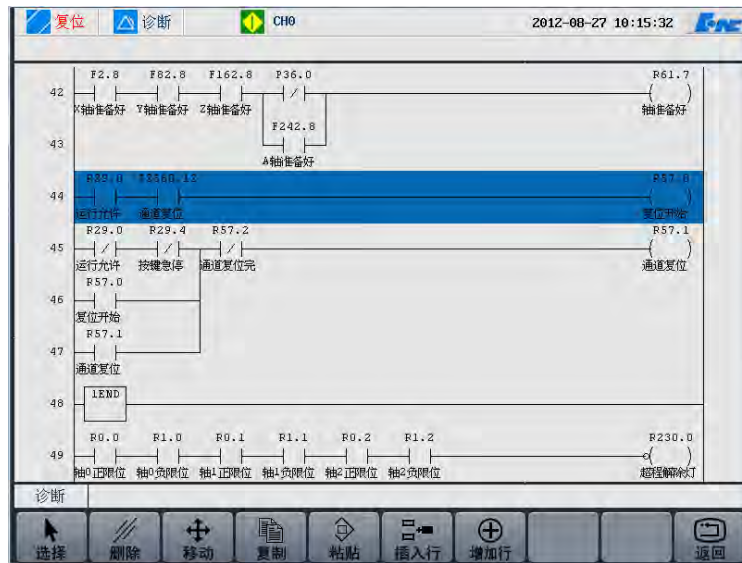 复位 诊断 CH0 2012-08-27 10:15:32
F2.8 F82.8 F162.8 P36.0 R61.7
42
X轴准备好 Y轴准备好 Z轴准备好 轴准备好
F242.8
43
A轴准备好
R29.0 R57.0
44
运行允许 通道复位 复位开始
R29.0 R29.4 R57.2 R57.1
45
运行允许 按键急停 通道复位完 通道复位
R57.0
46
复位开始
R57.1
47
通道复位
1END
48
R0.0 R1.0 R0.1 R1.1 R0.2 R1.2 R230.0
49
轴0正限位 轴0负限位 轴1正限位 轴1负限位 轴2正限位 轴2负限位 超程解除灯
诊断
选择 删除 移动 复制 粘贴 插入行 增加行 返回